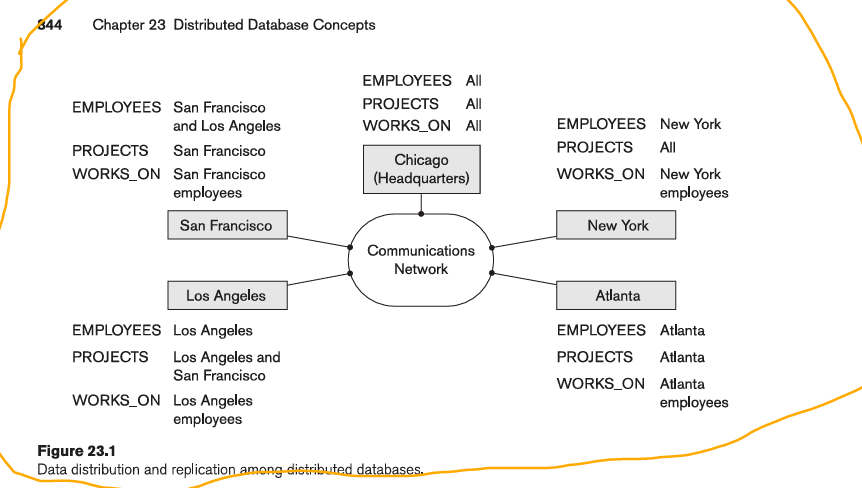 844 Chapter 23 Distributed Database Concepts
EMPLOYEES All
PROJECTS All
WORKS_ON All
Chicago
(Headquarters)
EMPLOYEES San Francisco
and Los Angeles
PROJECTS San Francisco
WORKS_ON San Francisco
employees
San Francisco
EMPLOYEES New York
PROJECTS All
WORKS_ON New York
employees
New York
Communications
Network
Los Angeles
EMPLOYEES Los Angeles
PROJECTS Los Angeles and
San Francisco
WORKS_ON Los Angeles
employees
Atlanta
EMPLOYEES Atlanta
PROJECTS Atlanta
WORKS_ON Atlanta
employees
Figure 23.1
Data distribution and replication among distributed databases.